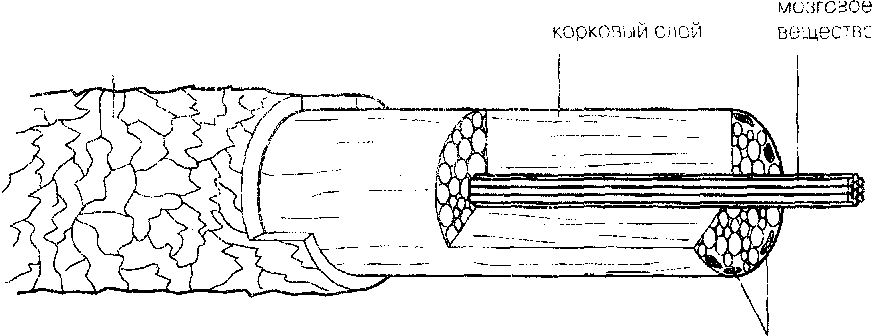 мозговое
корковый слой
вещество